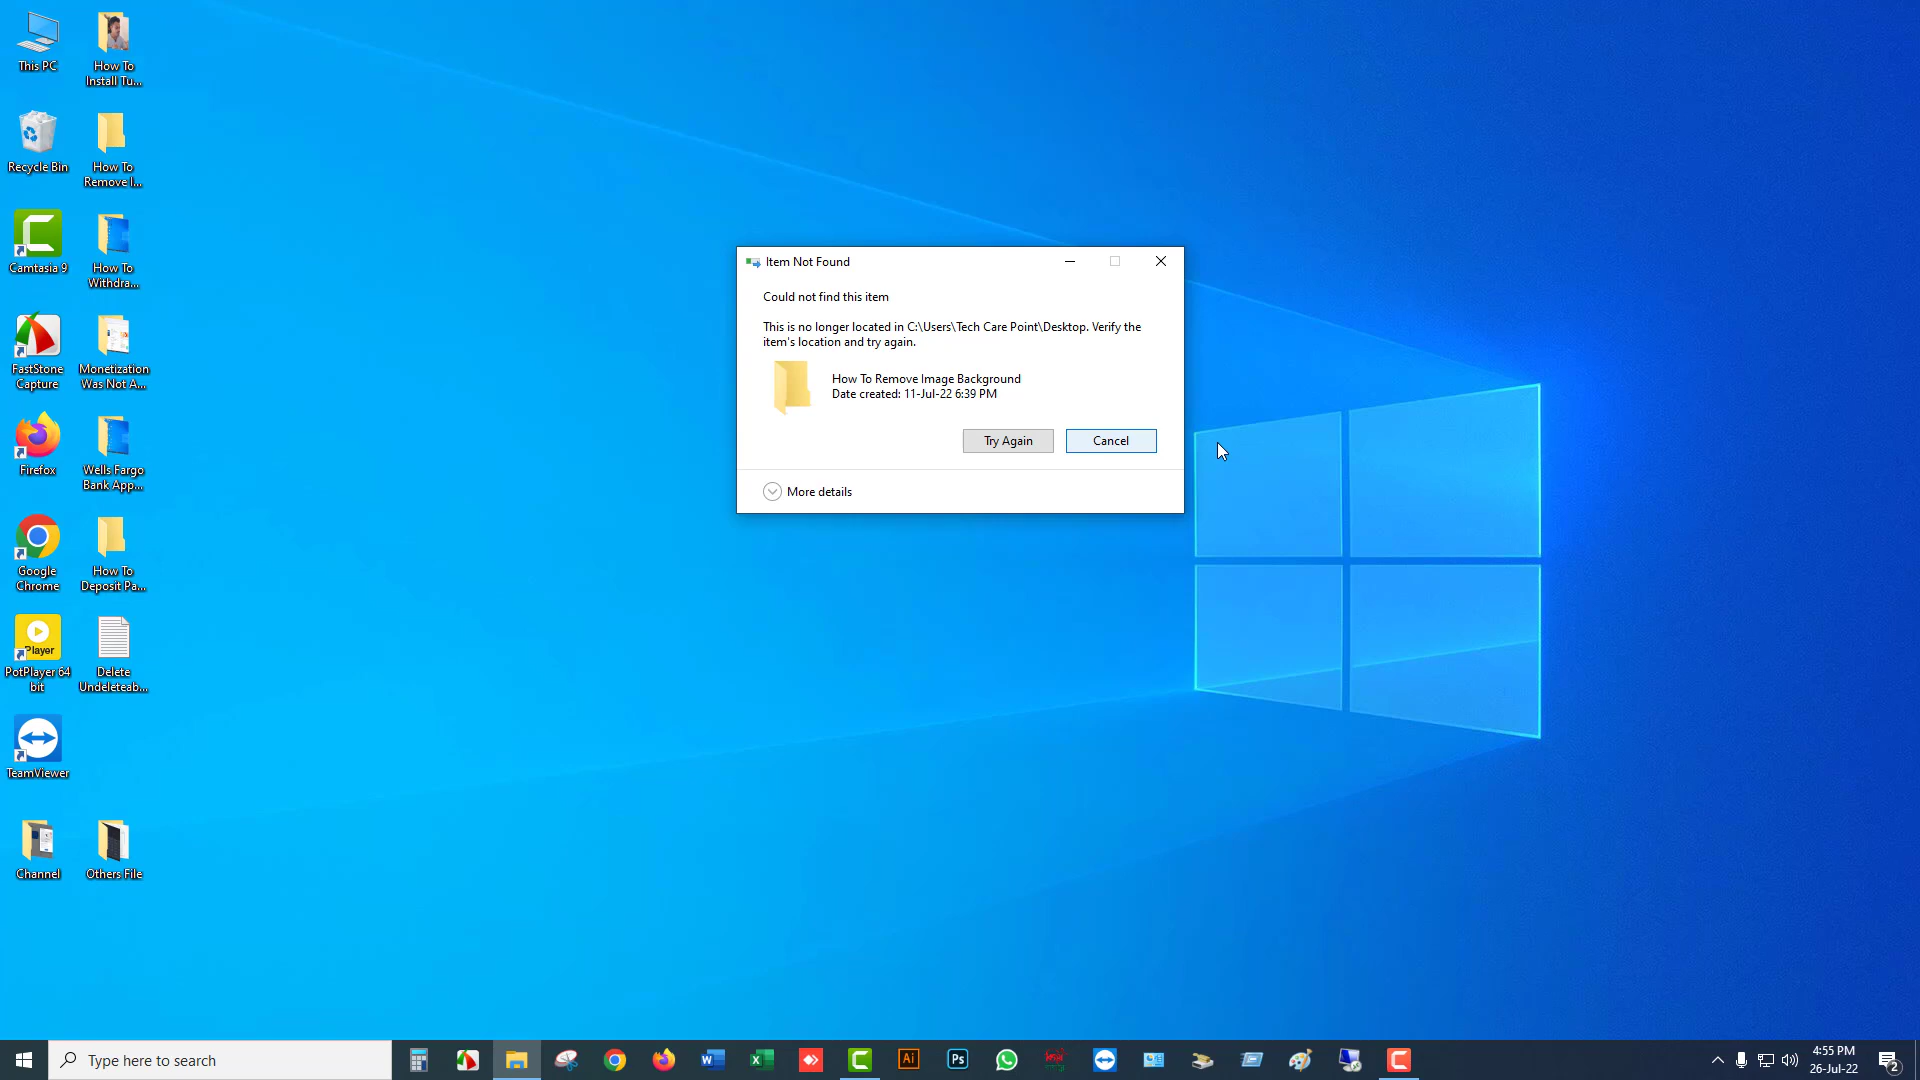 This PC
How To
Install Tu...
Recycle Bin
How To
Remove I...
Camtasia 9
How To
Withdra...
FastStone
Capture
Monetization
Was Not A...
Firefox
Wells Fargo
Bank App...
Google
Chrome
How To
Deposit Pa...
Player
PotPlayer 64
bit
Delete
Undeleteab...
TeamViewer
Channel
Others File
Item Not Found
Could not find this item
This is no longer located in C:\Users\Tech Care Point\Desktop. Verify the
item's location and try again.
How To Remove Image Background
Date created: 11-Jul-22 6:39 PM
Try Again
Cancel
More details
Type here to search
Ai
Ps
4:55 PM
26-Jul-22
2